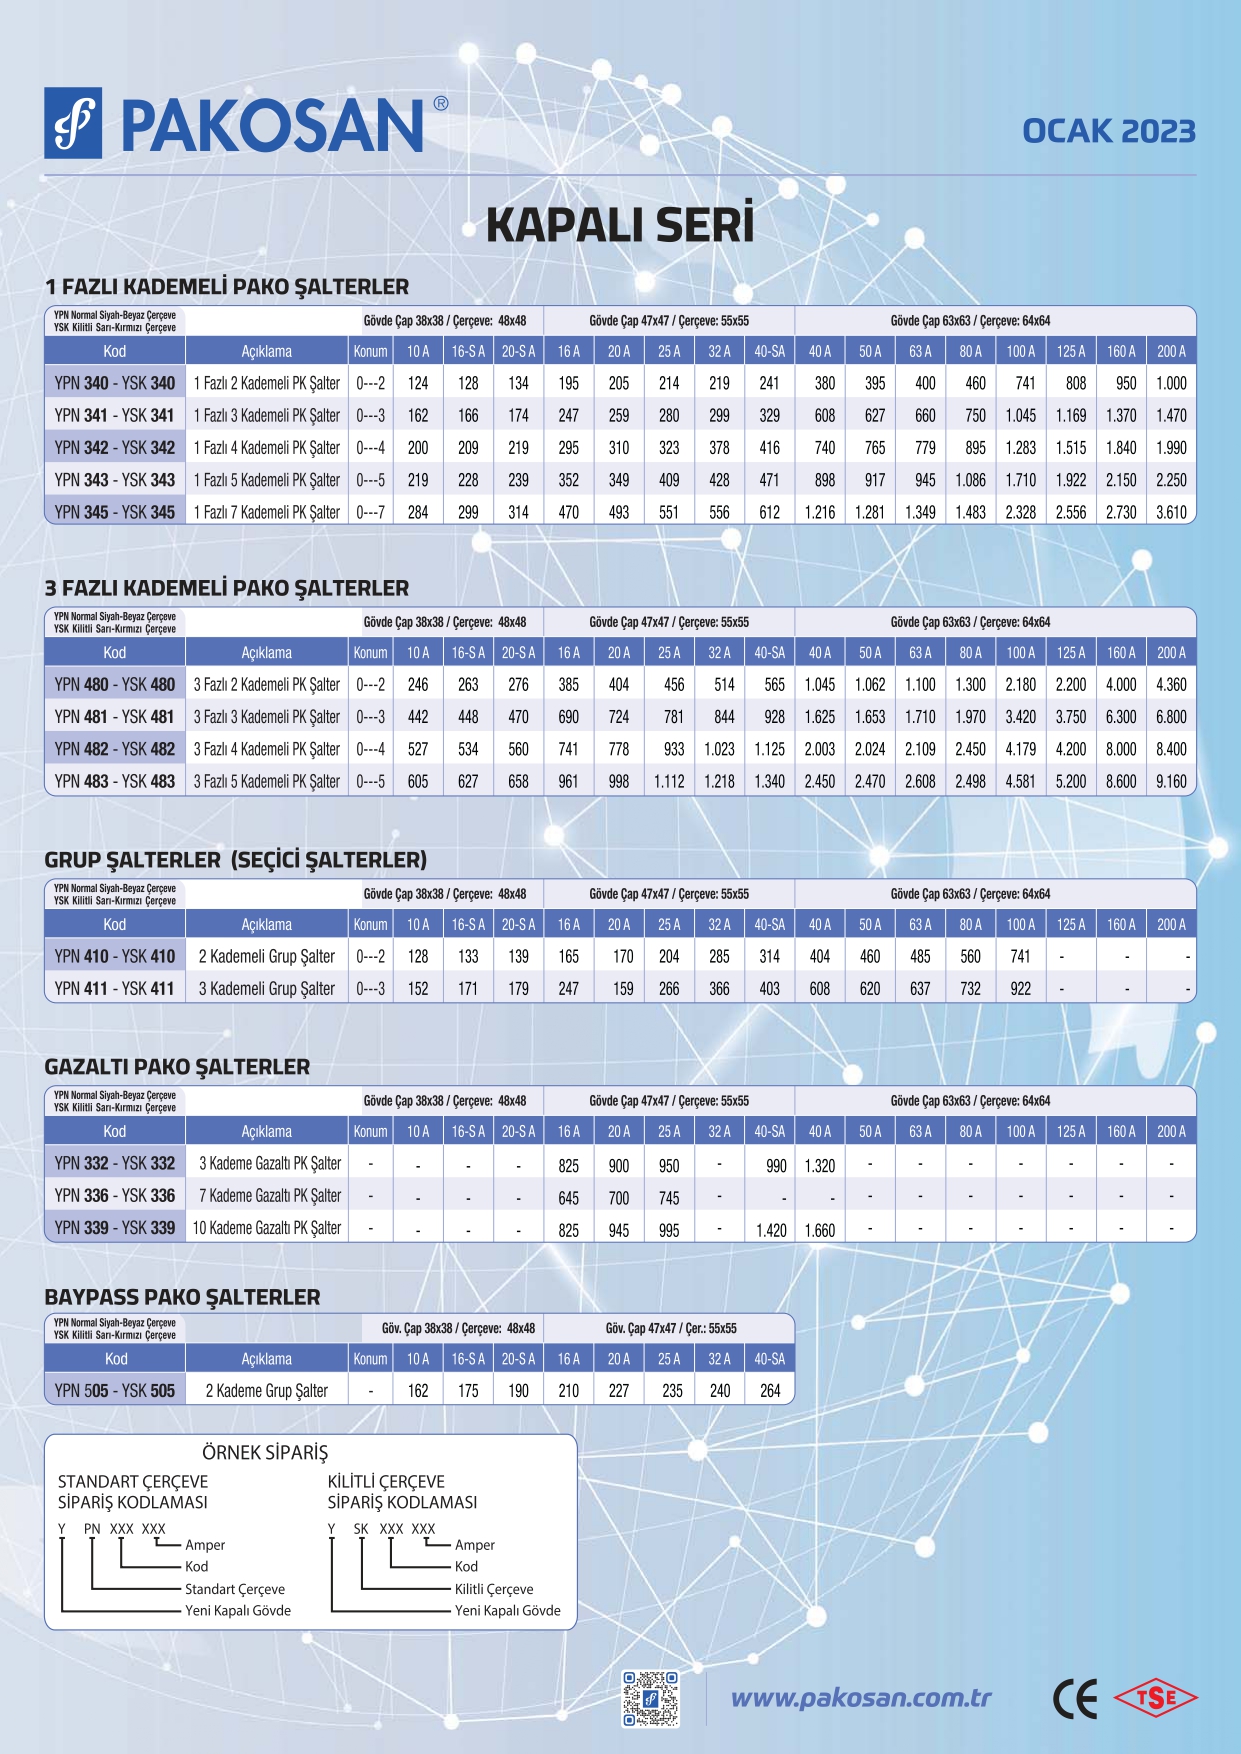 PAKOSAN®
OCAK 2023
KAPALI SERİ
1 FAZLI KADEMELİ PAKO ŞALTERLER
YPN Normal Siyah-Beyaz Çerçeve
YSK Kilitli Sarı-Kırmızı Çerçeve
Gövde Çap 38x38 / Çerçeve: 48x48 Gövde Çap 47x47 / Çerçeve: 55x55 Gövde Çap 63x63 / Çerçeve: 64x64
Kod Açıklama Konum 10 A 16-S A 20-S A 16 A 20 A 25 A 32 A 40-SA 40 A 50 A 63 A 80 A 100 A 125 A 160 A 200 A
YPN 340 - YSK 340 1 Fazlı 2 Kademeli PK Şalter 0---2 124 128 134 195 205 214 219 241 380 395 400 460 741 808 950 1.000
YPN 341 - YSK 341 1 Fazlı 3 Kademeli PK Şalter 0---3 162 166 174 247 259 280 299 329 608 627 660 750 1.045 1.169 1.370 1.470
YPN 342 - YSK 342 1 Fazlı 4 Kademeli PK Şalter 0---4 200 209 219 295 310 323 378 416 740 765 779 895 1.283 1.515 1.840 1.990
YPN 343 - YSK 343 1 Fazlı 5 Kademeli PK Şalter 0---5 219 228 239 352 349 409 428 471 898 917 945 1.086 1.710 1.922 2.150 2.250
YPN 345 - YSK 345 1 Fazlı 7 Kademeli PK Şalter 0---7 284 299 314 470 493 551 556 612 1.216 1.281 1.349 1.483 2.328 2.556 2.730 3.610
3 FAZLI KADEMELİ PAKO ŞALTERLER
YPN Normal Siyah-Beyaz Çerçeve
YSK Kilitli Sarı-Kırmızı Çerçeve
Gövde Çap 38x38 / Çerçeve: 48x48 Gövde Çap 47x47 / Çerçeve: 55x55 Gövde Çap 63x63 / Çerçeve: 64x64
Kod Açıklama Konum 10 A 16-S A 20-S A 16 A 20 A 25 A 32 A 40-SA 40 A 50 A 63 A 80 A 100 A 125 A 160 A 200 A
YPN 480 - YSK 480 3 Fazlı 2 Kademeli PK Şalter 0---2 246 263 276 385 404 456 514 565 1.045 1.062 1.100 1.300 2.180 2.200 4.000 4.360
YPN 481 - YSK 481 3 Fazlı 3 Kademeli PK Şalter 0---3 442 448 470 690 724 781 844 928 1.625 1.653 1.710 1.970 3.420 3.750 6.300 6.800
YPN 482 - YSK 482 3 Fazlı 4 Kademeli PK Şalter 0---4 527 534 560 741 778 933 1.023 1.125 2.003 2.024 2.109 2.450 4.179 4.200 8.000 8.400
YPN 483 - YSK 483 3 Fazlı 5 Kademeli PK Şalter 0---5 605 627 658 961 998 1.112 1.218 1.340 2.450 2.470 2.608 2.498 4.581 5.200 8.600 9.160
GRUP ŞALTERLER (SEÇİCİ ŞALTERLER)
YPN Normal Siyah-Beyaz Çerçeve
YSK Kilitli Sarı-Kırmızı Çerçeve
Gövde Çap 38x38 / Çerçeve: 48x48 Gövde Çap 47x47 / Çerçeve: 55x55 Gövde Çap 63x63 / Çerçeve: 64x64
Kod Açıklama Konum 10 A 16-S A 20-S A 16 A 20 A 25 A 32 A 40-SA 40 A 50 A 63 A 80 A 100 A 125 A 160 A 200 A
YPN 410 - YSK 410 2 Kademeli Grup Şalter 0---2 128 133 139 165 170 204 285 314 404 460 485 560 741 - - -
YPN 411 - YSK 411 3 Kademeli Grup Şalter 0---3 152 171 179 247 159 266 366 403 608 620 637 732 922 - - -
GAZALTI PAKO ŞALTERLER
YPN Normal Siyah-Beyaz Çerçeve
YSK Kilitli Sarı-Kırmızı Çerçeve
Gövde Çap 38x38 / Çerçeve: 48x48 Gövde Çap 47x47 / Çerçeve: 55x55 Gövde Çap 63x63 / Çerçeve: 64x64
Kod Açıklama Konum 10 A 16-S A 20-S A 16 A 20 A 25 A 32 A 40-SA 40 A 50 A 63 A 80 A 100 A 125 A 160 A 200 A
YPN 332 - YSK 332 3 Kademe Gazaltı PK Şalter - - - - 825 900 950 - 990 1.320 - - - - - - -
YPN 336 - YSK 336 7 Kademe Gazaltı PK Şalter - - - - 645 700 745 - - - - - - - - - -
YPN 339 - YSK 339 10 Kademe Gazaltı PK Şalter - - - - 825 945 995 - 1.420 1.660 - - - - - - -
BAYPASS PAKO ŞALTERLER
YPN Normal Siyah-Beyaz Çerçeve
YSK Kilitli Sarı-Kırmızı Çerçeve
Göv. Çap 38x38 / Çerçeve: 48x48 Göv. Çap 47x47 / Çer.: 55x55
Kod Açıklama Konum 10 A 16-S A 20-S A 16 A 20 A 25 A 32 A 40-SA
YPN 505 - YSK 505 2 Kademe Grup Şalter - 162 175 190 210 227 235 240 264
ÖRNEK SİPARİŞ
STANDART ÇERÇEVE
SİPARİŞ KODLAMASI
Y PN XXX XXX
Amper
Kod
Standart Çerçeve
Yeni Kapalı Gövde
KİLİTLİ ÇERÇEVE
SİPARİŞ KODLAMASI
Y SK XXX XXX
Amper
Kod
Kilitli Çerçeve
Yeni Kapalı Gövde
www.pakosan.com.tr
CE
TSE